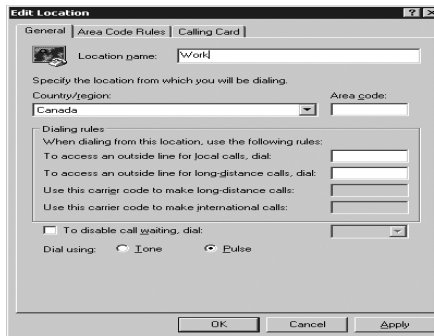 Edit Location
General Area Code Rules Calling Card
Location name: Work
Specify the location from which you will be dialing.
Country/region: Area code:
Canada
Dialing rules
When dialing from this location, use the following rules:
To access an outside line for local calls, dial:
To access an outside line for long-distance calls, dial:
Use this carrier code to make long-distance calls:
Use this carrier code to make international calls:
To disable call waiting, dial:
Dial using: Tone Pulse
OK Cancel Apply